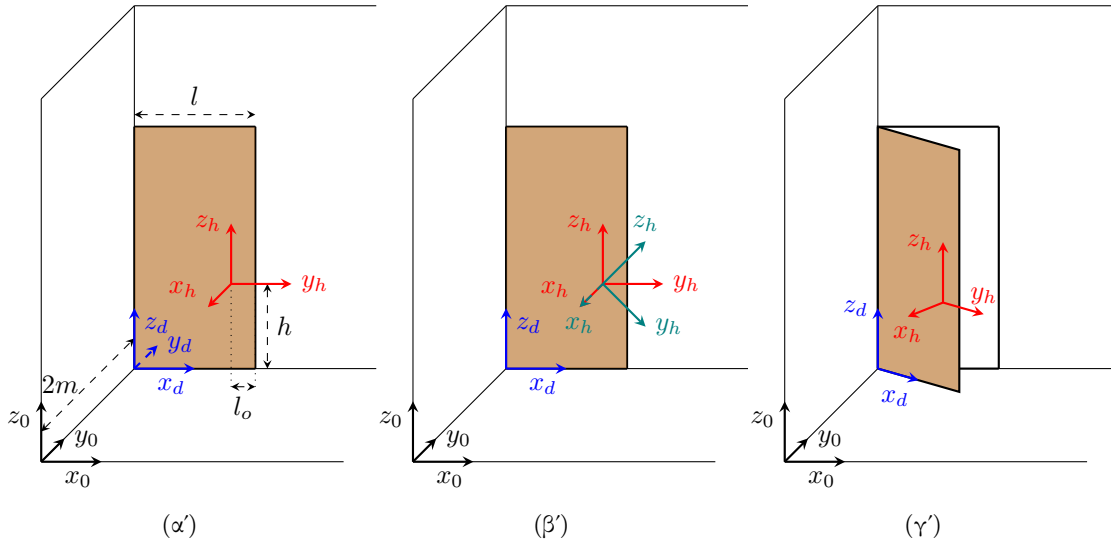 l
z_h
x_h
y_h
z_d
y_d
h
x_d
l_o
2m
z_0
y_0
x_0
(α')
z_h
z_h
x_h
y_h
x_h
y_h
z_d
x_d
z_0
y_0
x_0
(β')
z_h
y_h
x_h
z_d
x_d
z_0
y_0
x_0
(γ')